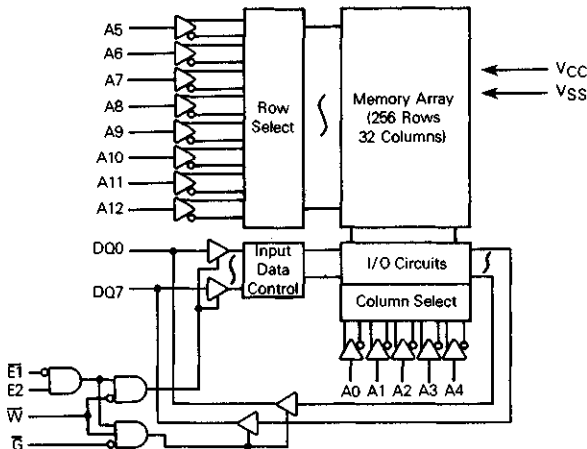 A5
A6
A7
A8
A9
A10
A11
A12
Row
Select
Memory Array
(256 Rows
32 Columns)
VCC
VSS
DQ0
DQ7
Input
Data
Control
I/O Circuits
Column Select
A0 A1 A2 A3 A4
E̅1̅
E2
W̅
G̅